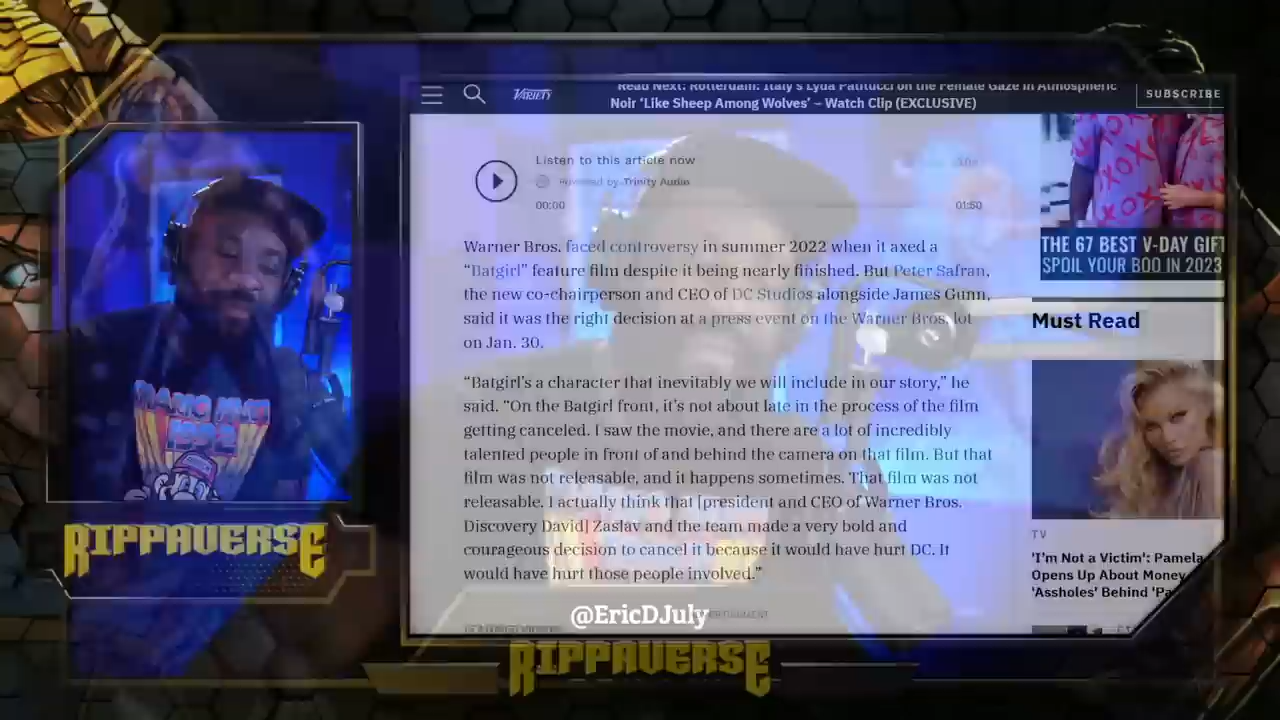 Read Next: Rotterdam: Italy's Lyda Patitucci on the Female Gaze in Atmospheric
Noir 'Like Sheep Among Wolves' – Watch Clip (EXCLUSIVE)
VARIETY
SUBSCRIBE
Listen to this article now
Powered by Trinity Audio
00:00
01:50
Warner Bros. faced controversy in summer 2022 when it axed a
“Batgirl” feature film despite it being nearly finished. But Peter Safran,
the new co-chairperson and CEO of DC Studios alongside James Gunn,
said it was the right decision at a press event on the Warner Bros. lot
on Jan. 30.
“Batgirl's a character that inevitably we will include in our story,” he
said. “On the Batgirl front, it's not about late in the process of the film
getting canceled. I saw the movie, and there are a lot of incredibly
talented people in front of and behind the camera on that film. But that
film was not releasable, and it happens sometimes. That film was not
releasable. I actually think that [president and CEO of Warner Bros.
Discovery David] Zaslav and the team made a very bold and
courageous decision to cancel it because it would have hurt DC. It
would have hurt those people involved.”
THE 67 BEST V-DAY GIFT
SPOIL YOUR BOO IN 2023
Must Read
TV
'I'm Not a Victim': Pamela
Opens Up About Money,
'Assholes' Behind 'Pa
RIPPAVERSE
@EricDJuly
RIPPAVERSE